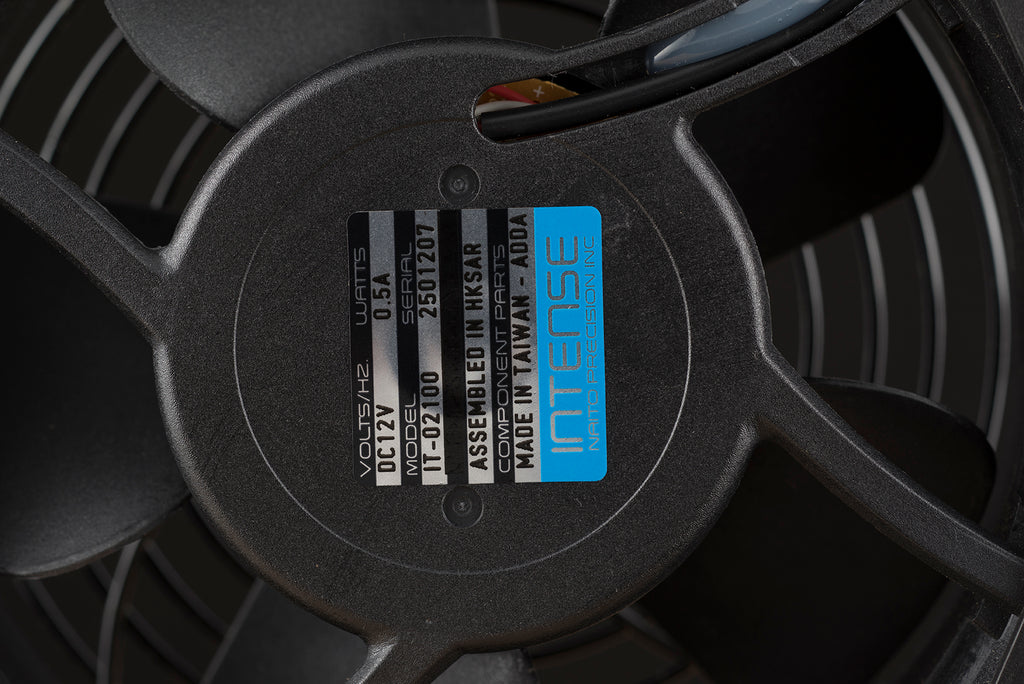 VOLTS/HZ. WATTS
DC12V 0.5A
MODEL SERIAL
IT-02100 2501207
ASSEMBLED IN HKSAR
COMPONENT PARTS
MADE IN TAIWAN - ADDA
INTENSE
NAITO PRECISION INC